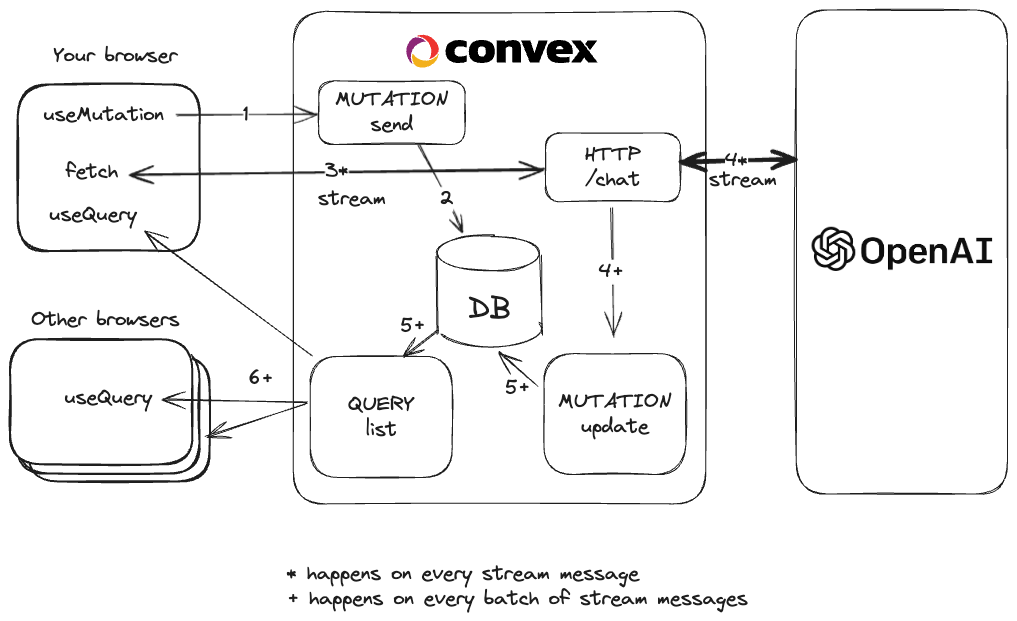 Your browser
useMutation
fetch
useQuery
Other browsers
useQuery
convex
1
MUTATION
send
3*
stream
2
HTTP
/chat
4*
stream
4+
DB
5+
5+
6+
QUERY
list
MUTATION
update
OpenAI
* happens on every stream message
+ happens on every batch of stream messages